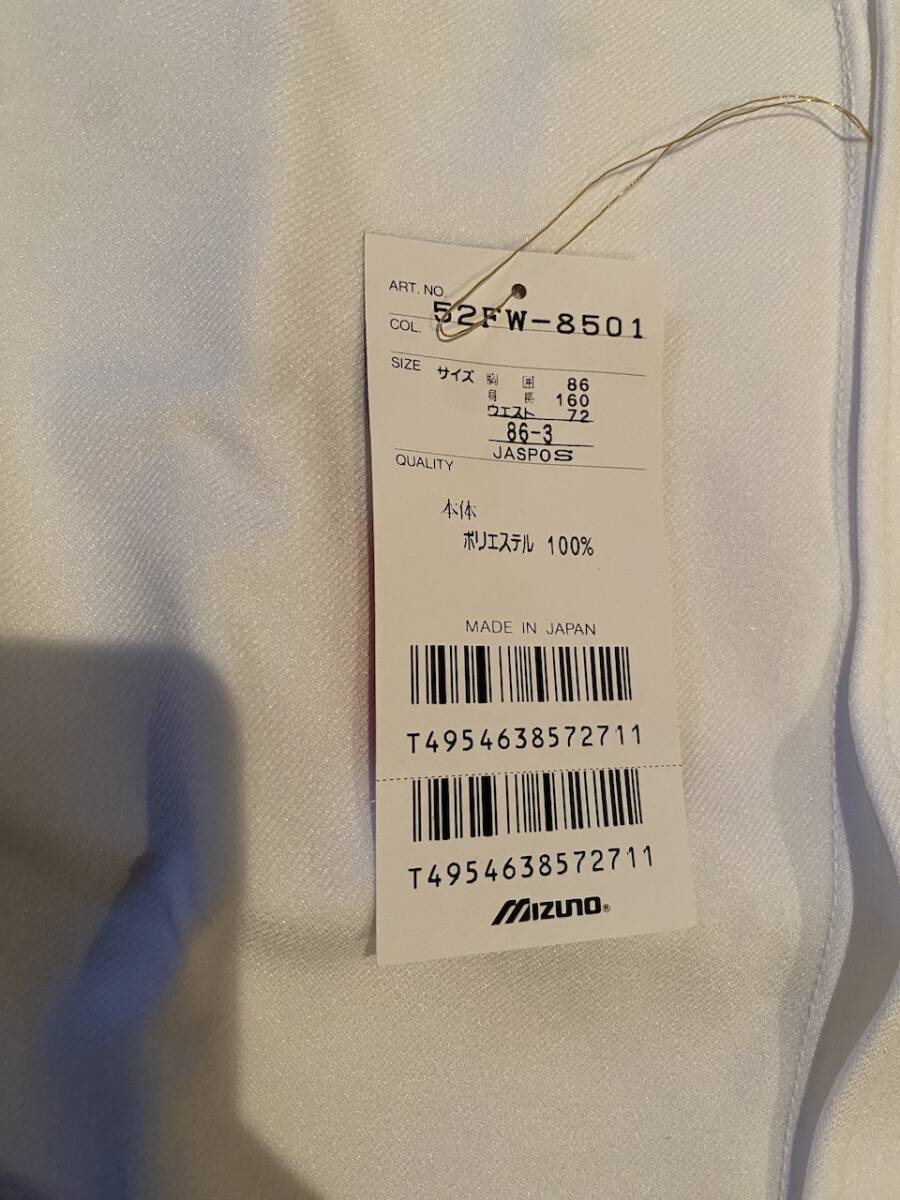 ART. NO.
52FW-8501
COL.
SIZE サイズ 胸囲 86
身長 160
ウエスト 72
86-3
JASPOS
QUALITY
本体
ポリエステル 100%
MADE IN JAPAN
T4954638572711
T4954638572711
MIZUNO®